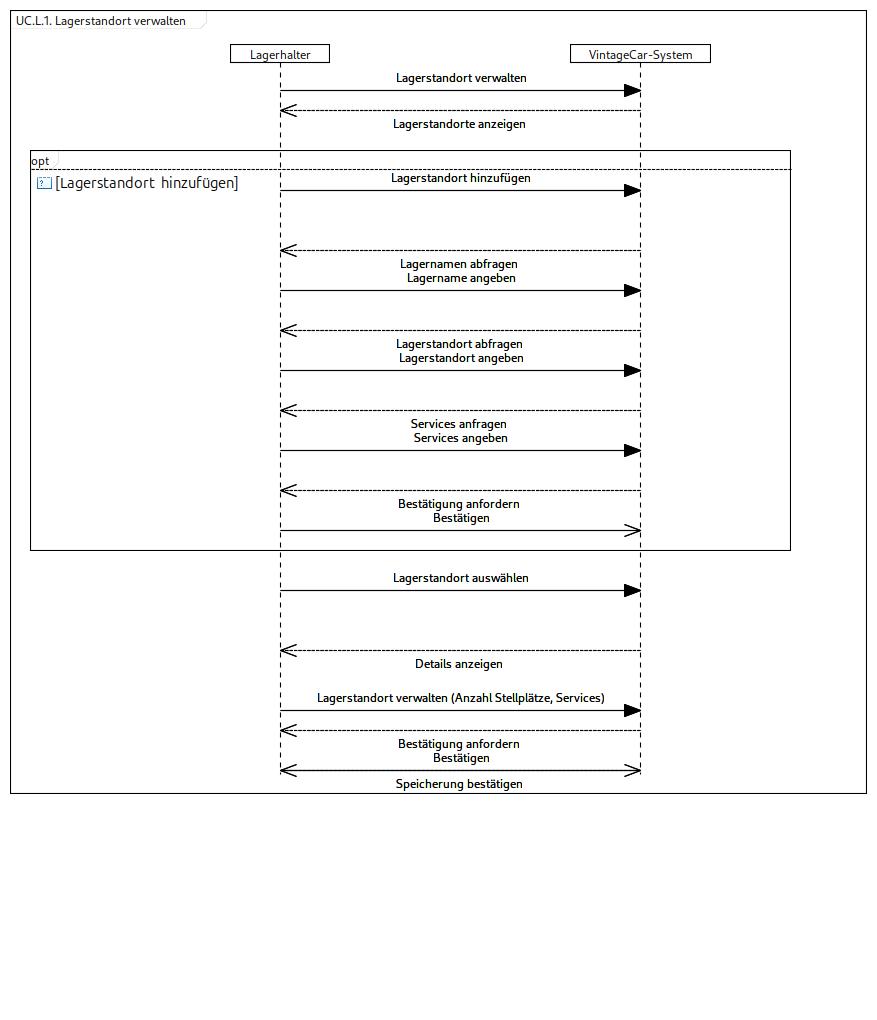 UC.L.1. Lagerstandort verwalten
Lagerhalter
VintageCar-System
Lagerstandort verwalten
Lagerstandorte anzeigen
opt
[Lagerstandort hinzufügen]
Lagerstandort hinzufügen
Lagernamen abfragen
Lagername angeben
Lagerstandort abfragen
Lagerstandort angeben
Services anfragen
Services angeben
Bestätigung anfordern
Bestätigen
Lagerstandort auswählen
Details anzeigen
Lagerstandort verwalten (Anzahl Stellplätze, Services)
Bestätigung anfordern
Bestätigen
Speicherung bestätigen